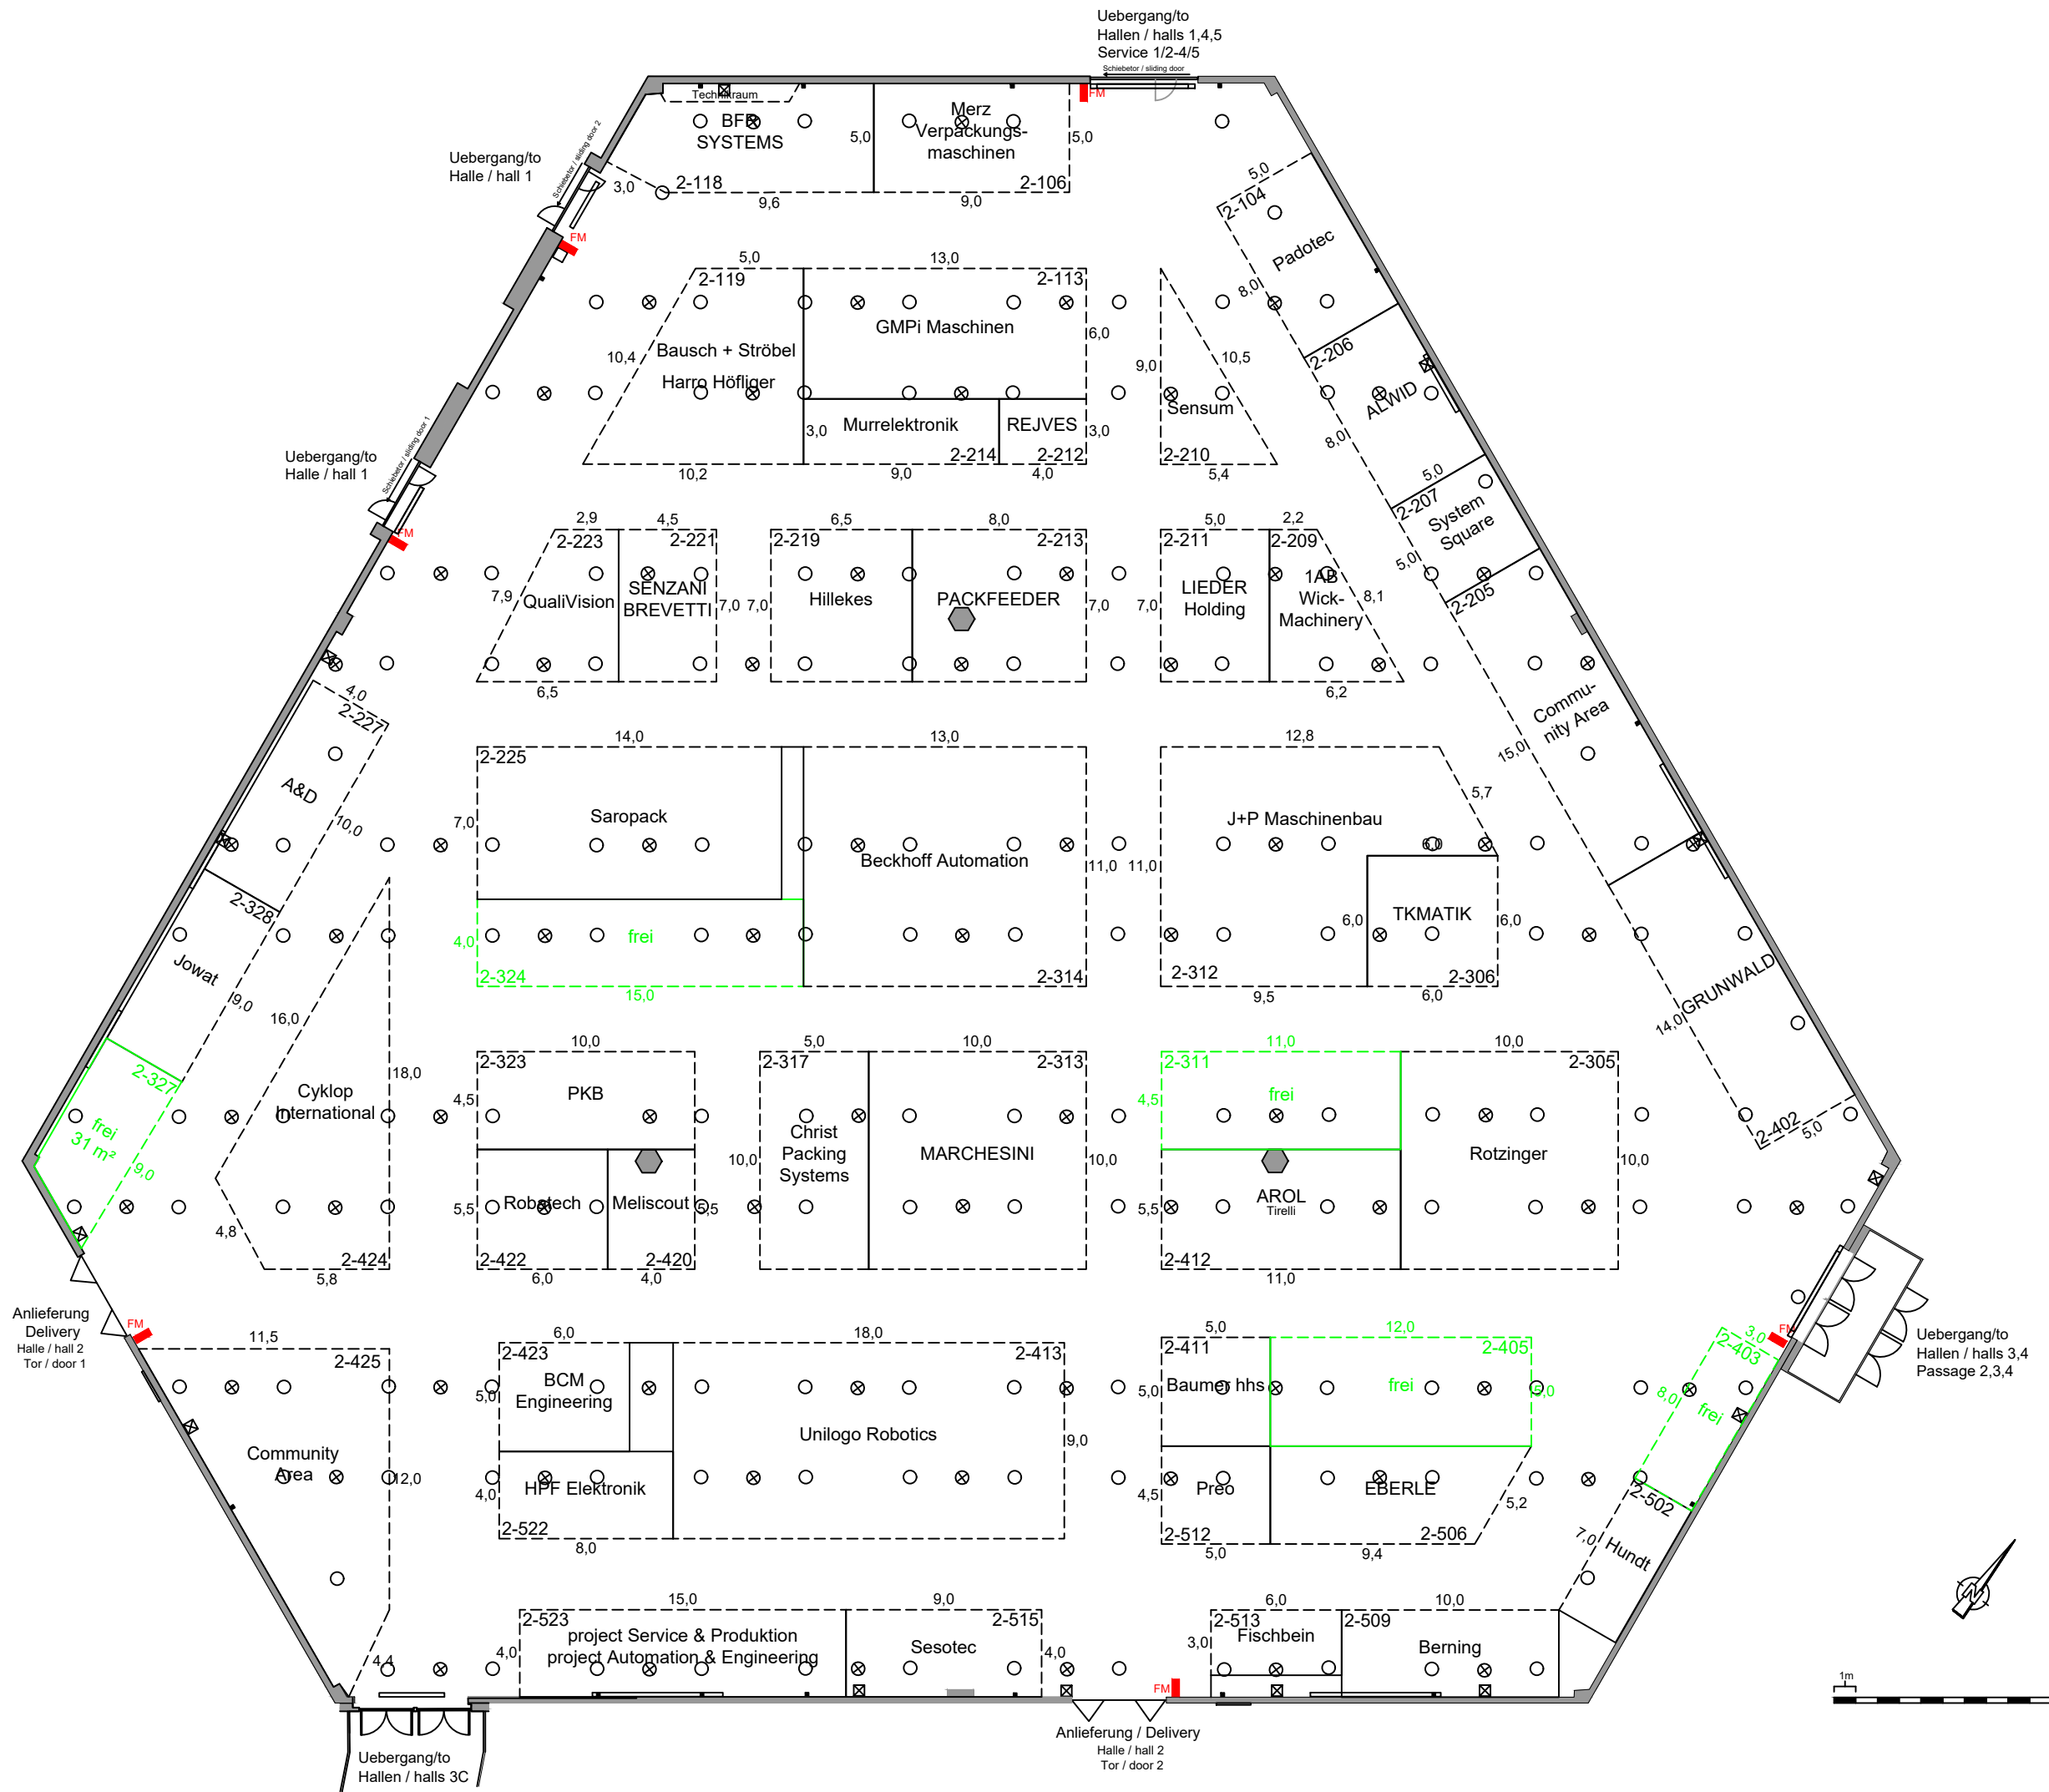 Uebergang/to
Hallen / halls 1,4,5
Service 1/2-4/5
Schiebetor / sliding door
FM
Technikraum
SYSTEMS
2-118
5,0
9,6
3,0
Merz
Verpackungs-
maschinen
2-106
5,0
9,0
Uebergang/to
Halle / hall 1
Schiebetor / sliding door 2
FM
5,0
2-104
Padotec
8,0
5,0
2-119
10,4
Bausch + Ströbel
Harro Höfliger
10,2
13,0
2-113
GMPi Maschinen
6,0
3,0
Murrelektronik
2-214
9,0
REJVES
2-212
3,0
4,0
9,0
10,5
Sensum
2-210
5,4
2-206
ALWID
8,0
Uebergang/to
Halle / hall 1
Schiebetor / sliding door 1
FM
5,0
2-207
System
Square
5,0
2,9
2-223
7,9
QualiVision
6,5
4,5
2-221
SENZANI
BREVETTI
7,0
6,5
2-219
7,0
Hillekes
8,0
2-213
PACKFEEDER
7,0
5,0
2-211
7,0
LIEDER
Holding
2,2
2-209
1AB
Wick-
Machinery
8,1
6,2
2-205
Commu-
nity Area
15,0
4,0
2-227
A&D
10,0
14,0
2-225
7,0
Saropack
13,0
Beckhoff Automation
11,0
2-314
12,8
5,7
J+P Maschinenbau
11,0
2-312
9,5
6,0
6,0
TKMATIK
6,0
2-306
6,0
4,0
frei
2-324
15,0
2-328
Jowat
9,0
GRUNWALD
14,0
2-402
5,0
2-327
frei
31 m²
9,0
16,0
Cyklop
International
18,0
4,8
2-424
5,8
10,0
2-323
4,5
PKB
5,5
Robatech
2-422
6,0
Meliscout
5,5
2-420
4,0
5,0
2-317
Christ
Packing
Systems
10,0
10,0
2-313
MARCHESINI
10,0
11,0
2-311
frei
4,5
5,5
AROL
Tirelli
2-412
11,0
10,0
2-305
Rotzinger
10,0
Anlieferung
Delivery
Halle / hall 2
Tor / door 1
FM
11,5
2-425
Community
Area
12,0
4,4
6,0
2-423
BCM
Engineering
5,0
4,0
HPF Elektronik
2-522
8,0
18,0
2-413
Unilogo Robotics
9,0
5,0
2-411
Baumer hhs
5,0
12,0
2-405
frei
5,0
4,5
Preo
2-512
5,0
EBERLE
5,2
2-506
9,4
3,0
2-403
8,0
frei
FM
Uebergang/to
Hallen / halls 3,4
Passage 2,3,4
2-502
7,0
Hundt
15,0
2-523
project Service & Produktion
project Automation & Engineering
4,0
9,0
2-515
Sesotec
4,0
6,0
2-513
Fischbein
3,0
10,0
2-509
Berning
FM
N
1m
Uebergang/to
Hallen / halls 3C
Anlieferung / Delivery
Halle / hall 2
Tor / door 2